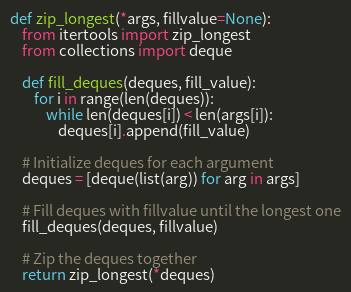 def zip_longest(*args, fillvalue=None):
from itertools import zip_longest
from collections import deque
def fill_deques(deques, fill_value):
for i in range(len(deques)):
while len(deques[i]) < len(args[i]):
deques[i].append(fill_value)
# Initialize deques for each argument
deques = [deque(list(arg)) for arg in args]
# Fill deques with fillvalue until the longest one
fill_deques(deques, fillvalue)
# Zip the deques together
return zip_longest(*deques)